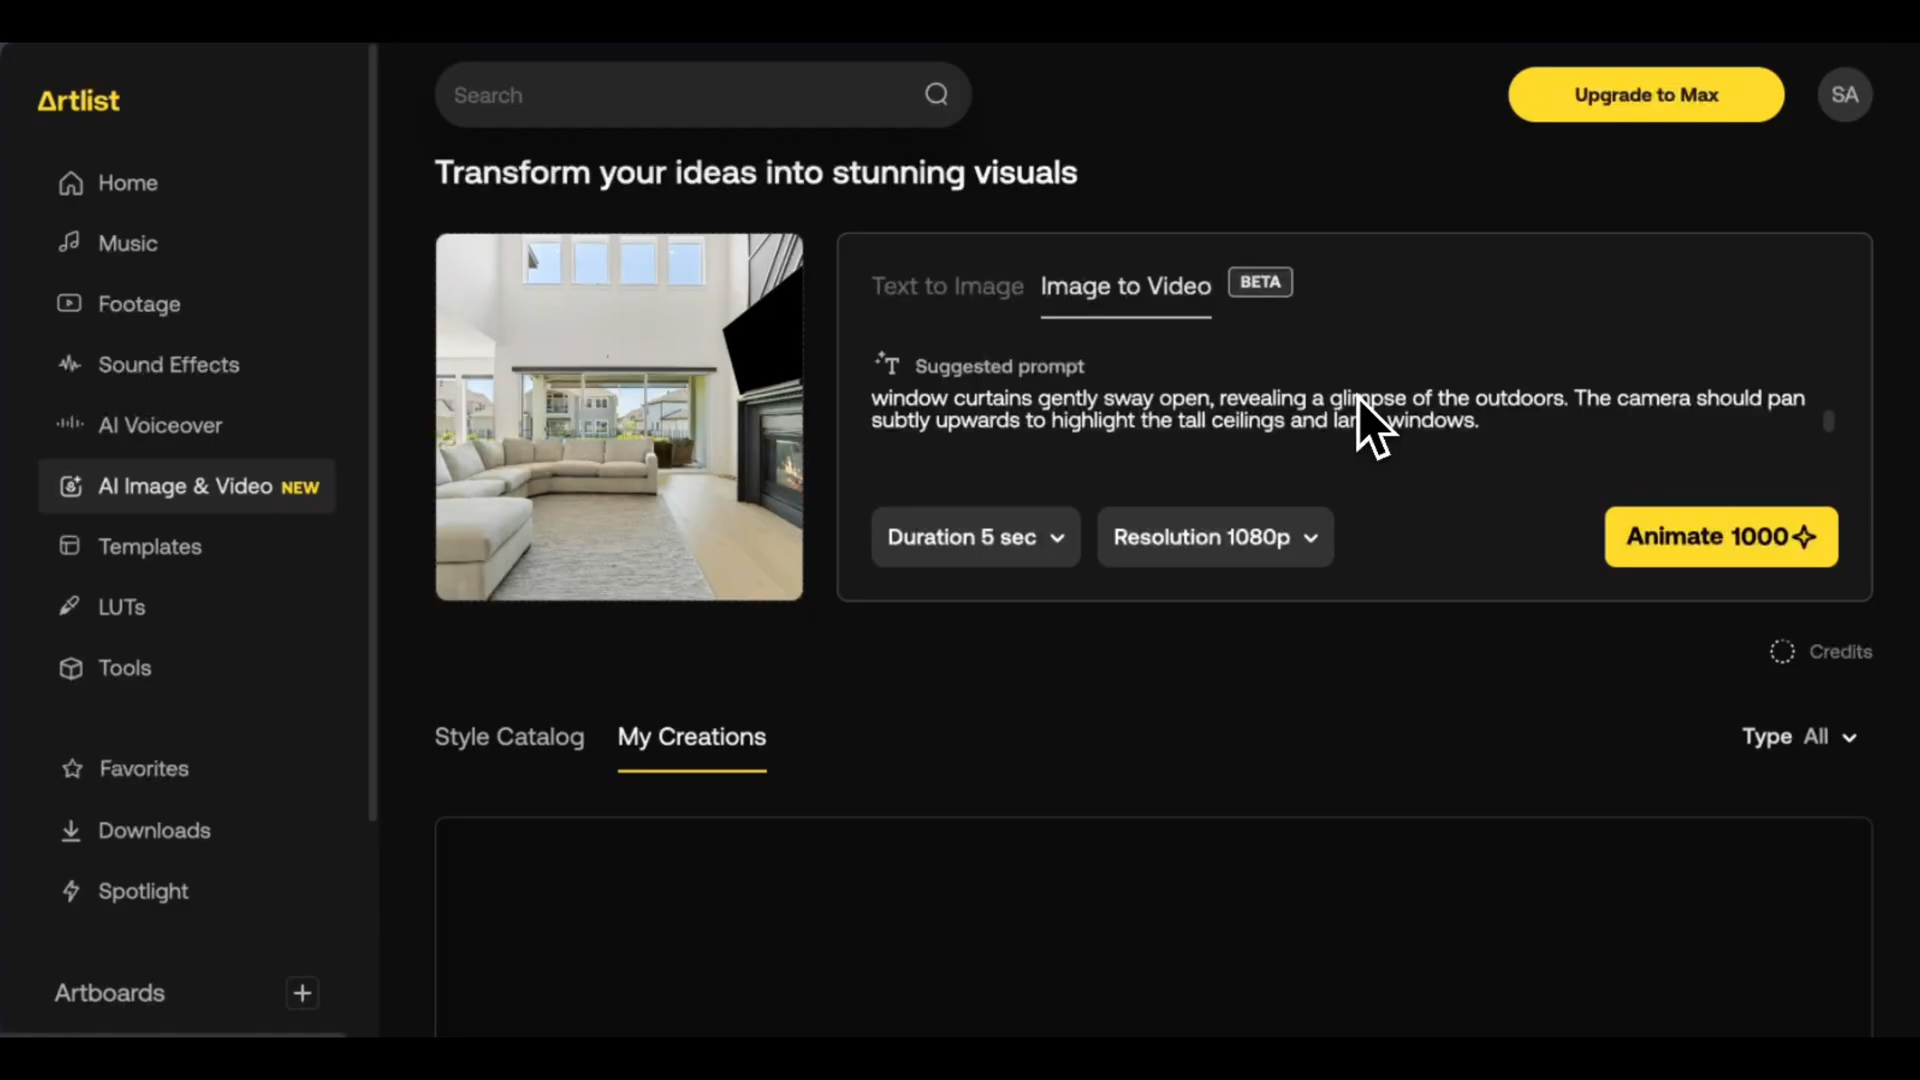 Artlist
Search
Upgrade to Max
SA
Home
Music
Footage
Sound Effects
AI Voiceover
AI Image & Video NEW
Templates
LUTs
Tools
Favorites
Downloads
Spotlight
Artboards
Transform your ideas into stunning visuals
Text to Image
Image to Video
BETA
Suggested prompt
window curtains gently sway open, revealing a glimpse of the outdoors. The camera should pan
subtly upwards to highlight the tall ceilings and windows.
Duration 5 sec
Resolution 1080p
Animate 1000
Credits
Style Catalog
My Creations
Type All